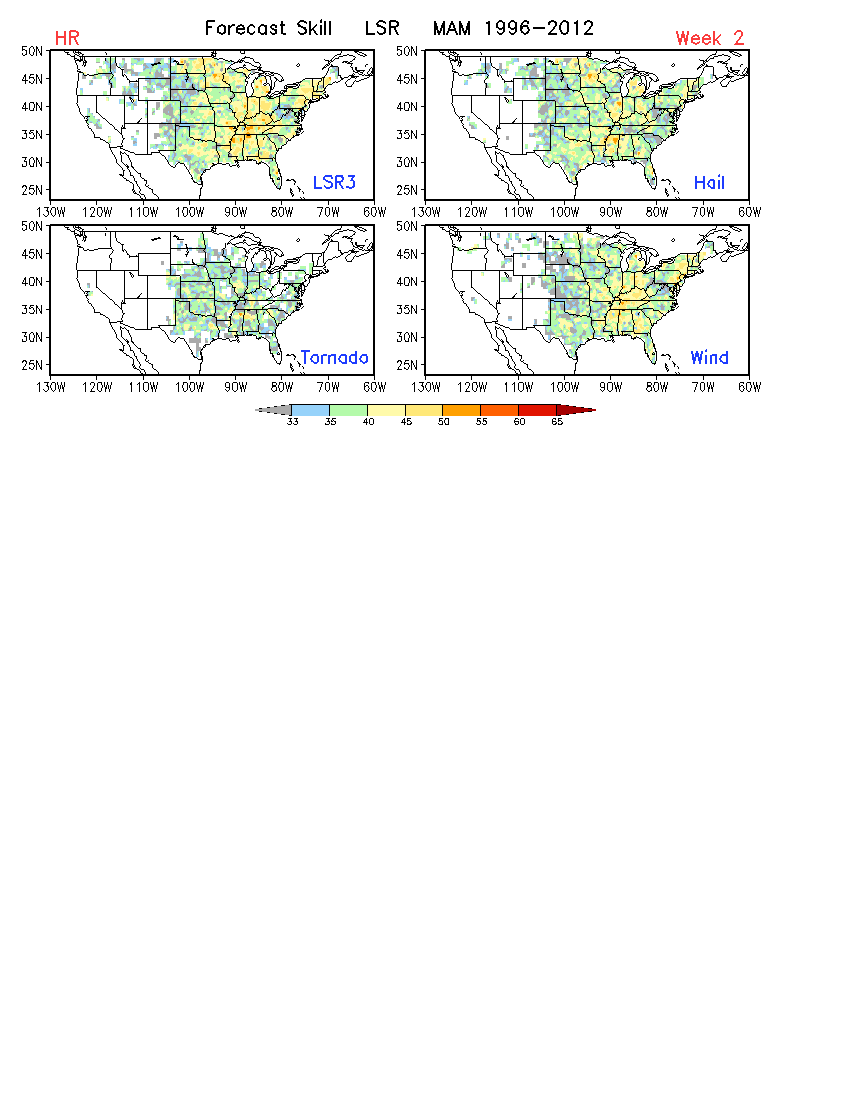 Forecast Skill LSR MAM 1996-2012
HR Week 2
50N
45N
40N
35N
30N
25N
130W 120W 110W 100W 90W 80W 70W 60W
LSR3
50N
45N
40N
35N
30N
25N
130W 120W 110W 100W 90W 80W 70W 60W
Hail
50N
45N
40N
35N
30N
25N
130W 120W 110W 100W 90W 80W 70W 60W
Tornado
50N
45N
40N
35N
30N
25N
130W 120W 110W 100W 90W 80W 70W 60W
Wind
33 35 40 45 50 55 60 65